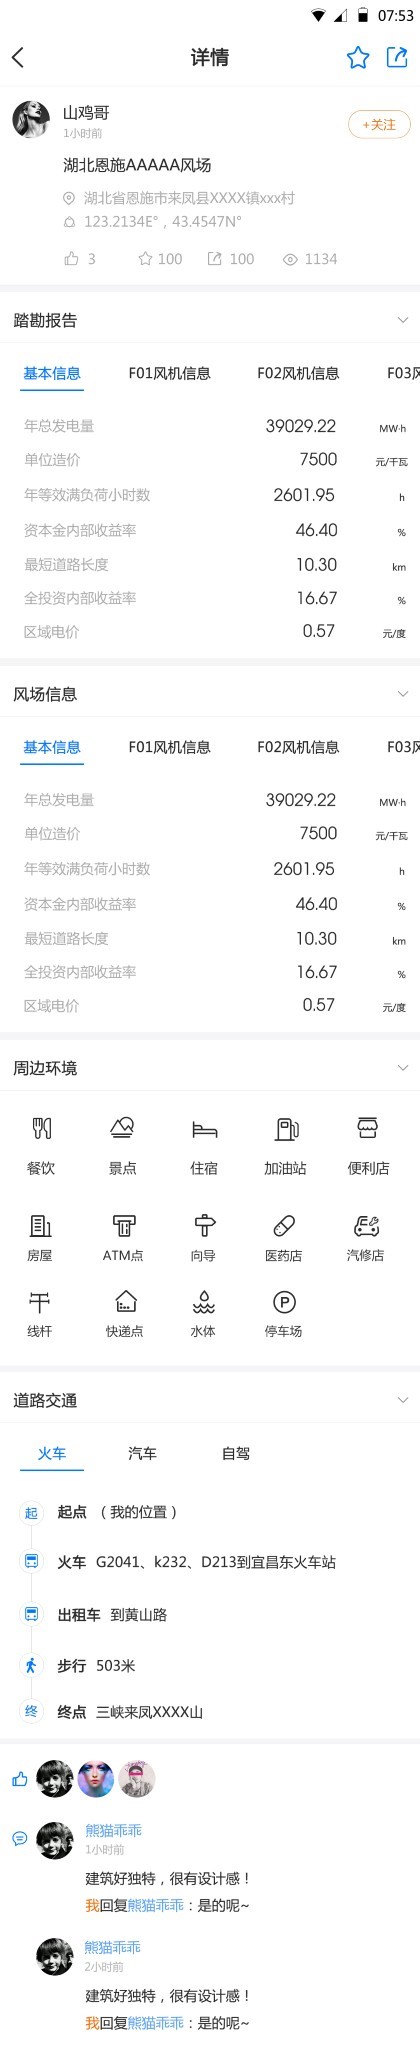 07:53
详情
山鸡哥
1小时前
+关注
湖北恩施AAAAA风场
湖北省恩施市来凤县XXXX镇xxx村
123.2134E°，43.4547N°
3 100 100 1134
踏勘报告
基本信息 F01风机信息 F02风机信息 F03风
年总发电量 39029.22 MW·h
单位造价 7500 元/千瓦
年等效满负荷小时数 2601.95 h
资本金内部收益率 46.40 %
最短道路长度 10.30 km
全投资内部收益率 16.67 %
区域电价 0.57 元/度
风场信息
基本信息 F01风机信息 F02风机信息 F03风
年总发电量 39029.22 MW·h
单位造价 7500 元/千瓦
年等效满负荷小时数 2601.95 h
资本金内部收益率 46.40 %
最短道路长度 10.30 km
全投资内部收益率 16.67 %
区域电价 0.57 元/度
周边环境
餐饮 景点 住宿 加油站 便利店
房屋 ATM点 向导 医药店 汽修店
P
线杆 快递点 水体 停车场
道路交通
火车 汽车 自驾
起 起点 （我的位置）
火车 G2041、k232、D213到宜昌东火车站
出租车 到黄山路
步行 503米
终 终点 三峡来凤XXXX山
熊猫乖乖
1小时前
建筑好独特，很有设计感！
我回复熊猫乖乖：是的呢~
熊猫乖乖
2小时前
建筑好独特，很有设计感！
我回复熊猫乖乖：是的呢~